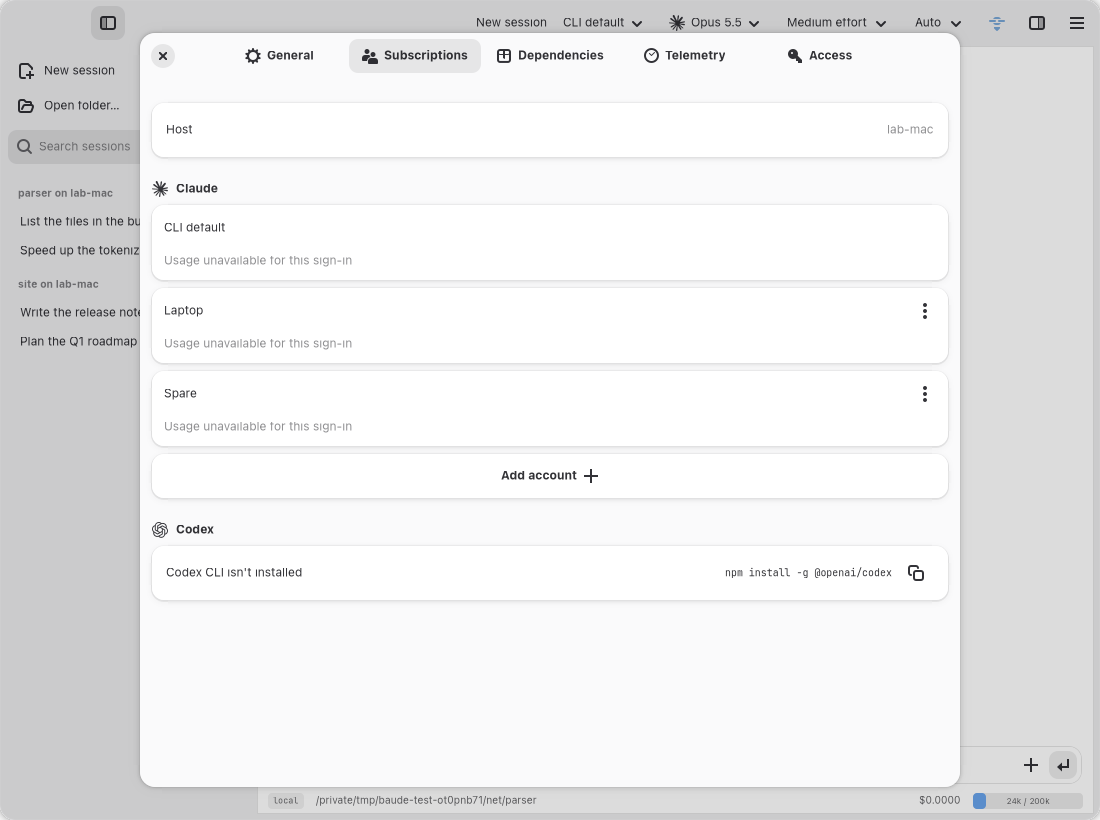 New session CLI default Opus 5.5 Medium effort Auto
General Subscriptions Dependencies Telemetry Access
New session
Open folder...
Search sessions
parser on lab-mac
List the files in the bu
Speed up the tokeniz
site on lab-mac
Write the release note
Plan the Q1 roadmap
Host lab-mac
Claude
CLI default
Usage unavailable for this sign-in
Laptop
Usage unavailable for this sign-in
Spare
Usage unavailable for this sign-in
Add account
Codex
Codex CLI isn't installed npm install -g @openai/codex
local /private/tmp/baude-test-ot0pnb71/net/parser $0.0000 24k / 200k